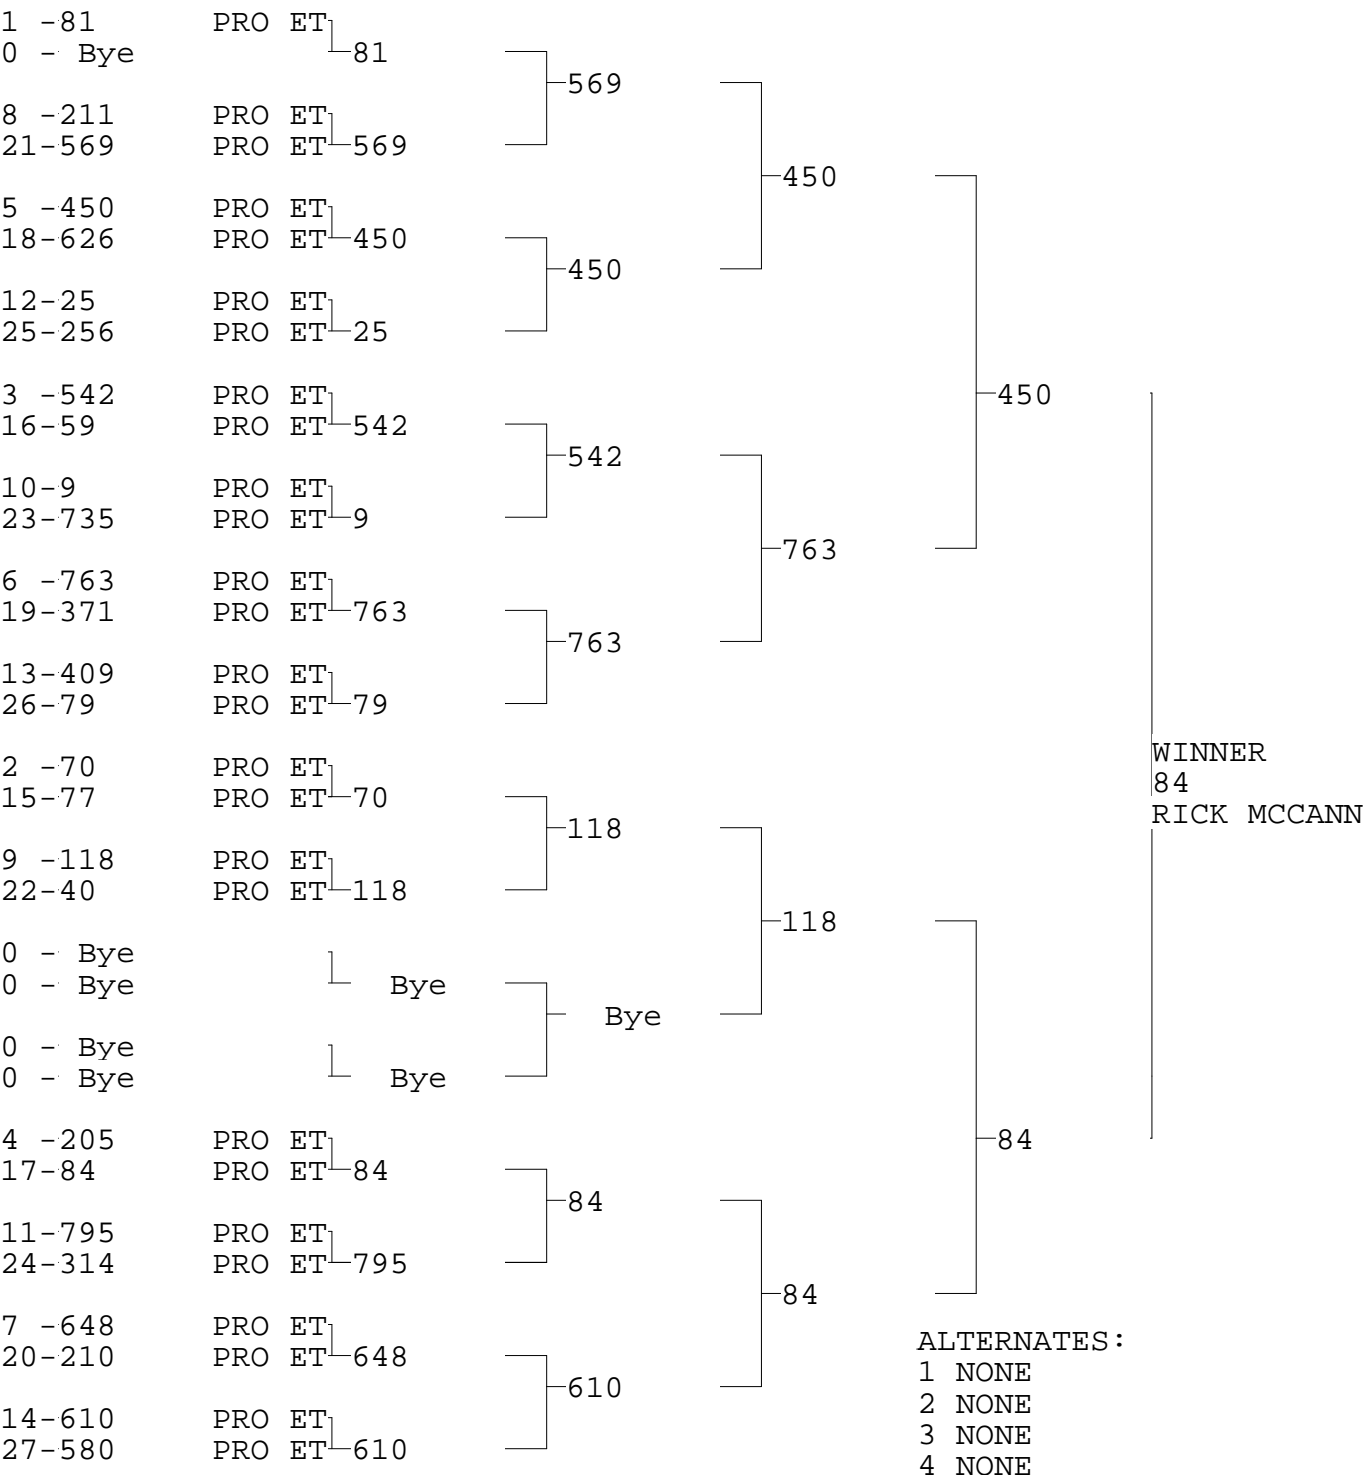 1 -81 PRO ET
0 - Bye 81
569
8 -211 PRO ET
21-569 PRO ET 569
450
5 -450 PRO ET
18-626 PRO ET 450
450
12-25 PRO ET
25-256 PRO ET 25
3 -542 PRO ET 450
16-59 PRO ET 542
542
10-9 PRO ET
23-735 PRO ET 9
763
6 -763 PRO ET
19-371 PRO ET 763
763
13-409 PRO ET
26-79 PRO ET 79
WINNER
2 -70 PRO ET
84
15-77 PRO ET 70
RICK MCCANN
118
9 -118 PRO ET
22-40 PRO ET 118
118
0 - Bye
0 - Bye Bye
Bye
0 - Bye
0 - Bye Bye
4 -205 PRO ET 84
17-84 PRO ET 84
84
11-795 PRO ET
24-314 PRO ET 795
84
7 -648 PRO ET
ALTERNATES:
20-210 PRO ET 648
1 NONE
610
2 NONE
14-610 PRO ET
3 NONE
27-580 PRO ET 610
4 NONE